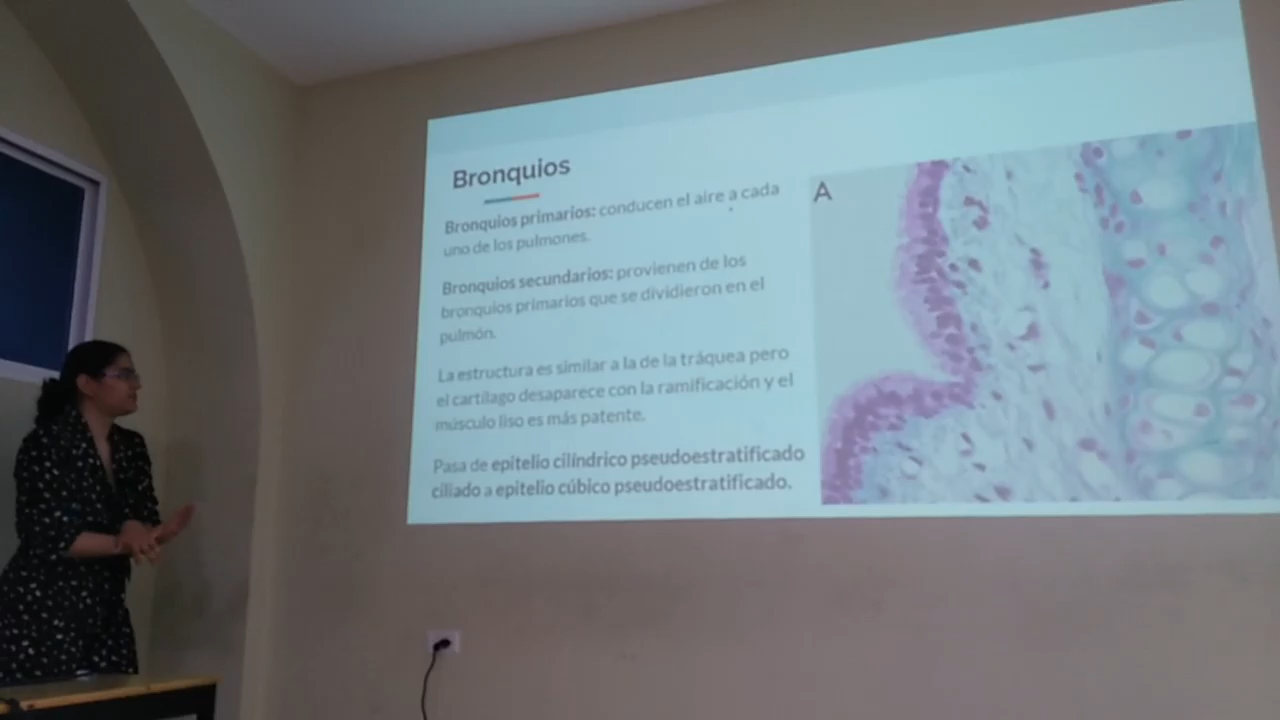 Bronquios
Bronquios primarios: conducen el aire a cada
uno de los pulmones.
Bronquios secundarios: provienen de los
bronquios primarios que se dividieron en el
pulmón.
La estructura es similar a la de la tráquea pero
el cartílago desaparece con la ramificación y el
músculo liso es más patente.
Pasa de epitelio cilíndrico pseudoestratificado
ciliado a epitelio cúbico pseudoestratificado.
A